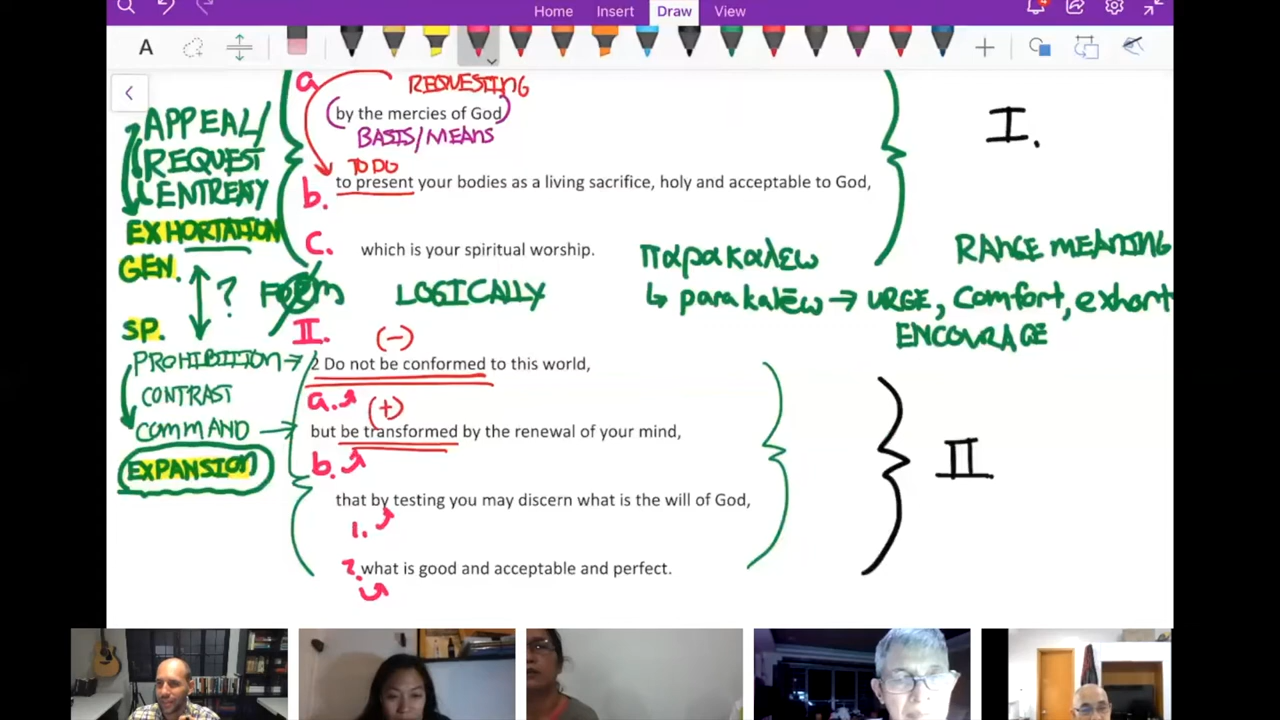 Home Insert Draw View
A
a REQUESTING
(by the mercies of God)
BASIS/MEANS
APPEAL/
REQUEST
ENTREATY
EXHORTATION
GEN.
TO DO
to present your bodies as a living sacrifice, holy and acceptable to God,
b.
C. which is your spiritual worship.
I.
παρακαλεω
RANGE MEANING
? FORM LOGICALLY
↳ parakalēw → URGE, Comfort, exhort
ENCOURAGE
II.
SP.
(-)
PROHIBITION → 2 Do not be conformed to this world,
a.
CONTRAST
(+)
COMMAND → but be transformed by the renewal of your mind,
EXPANSION
b.
II
that by testing you may discern what is the will of God,
1.
2. what is good and acceptable and perfect.